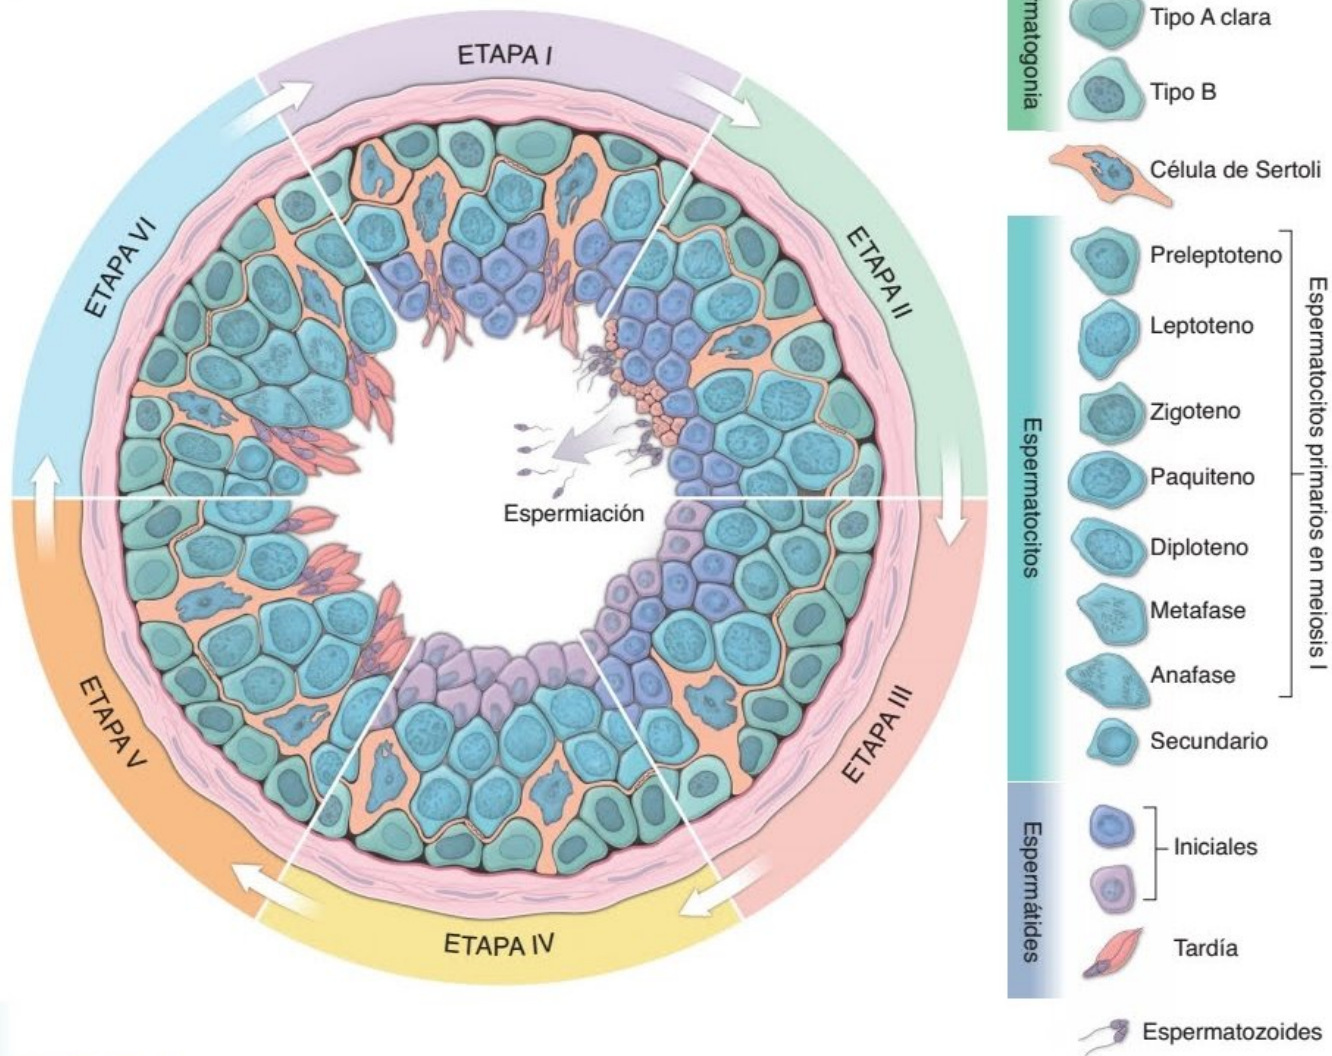 ETAPA I
ETAPA II
ETAPA III
ETAPA IV
ETAPA V
ETAPA VI
Espermiación
matogonia
Tipo A clara
Tipo B
Célula de Sertoli
Espermatocitos
Preleptoteno
Leptoteno
Zigoteno
Paquiteno
Diploteno
Metafase
Anafase
Secundario
Espermatocitos primarios en meiosis I
Espermátides
Iniciales
Tardía
Espermatozoides